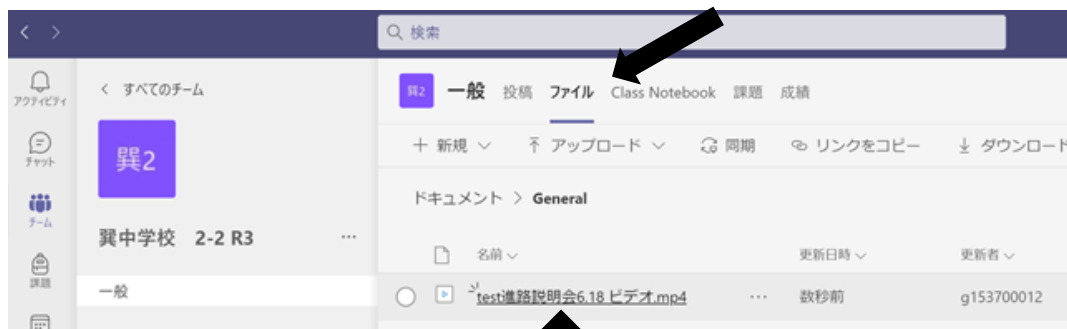 検索
アクティビティ
チャット
チーム
課題
すべてのチーム
巽2
巽中学校 2-2 R3 ...
一般
巽2 一般 投稿 ファイル Class Notebook 課題 成績
+ 新規 アップロード 同期 リンクをコピー ダウンロード
ドキュメント > General
名前 更新日時 更新者
test進路説明会6.18 ビデオ.mp4 ... 数秒前 g153700012